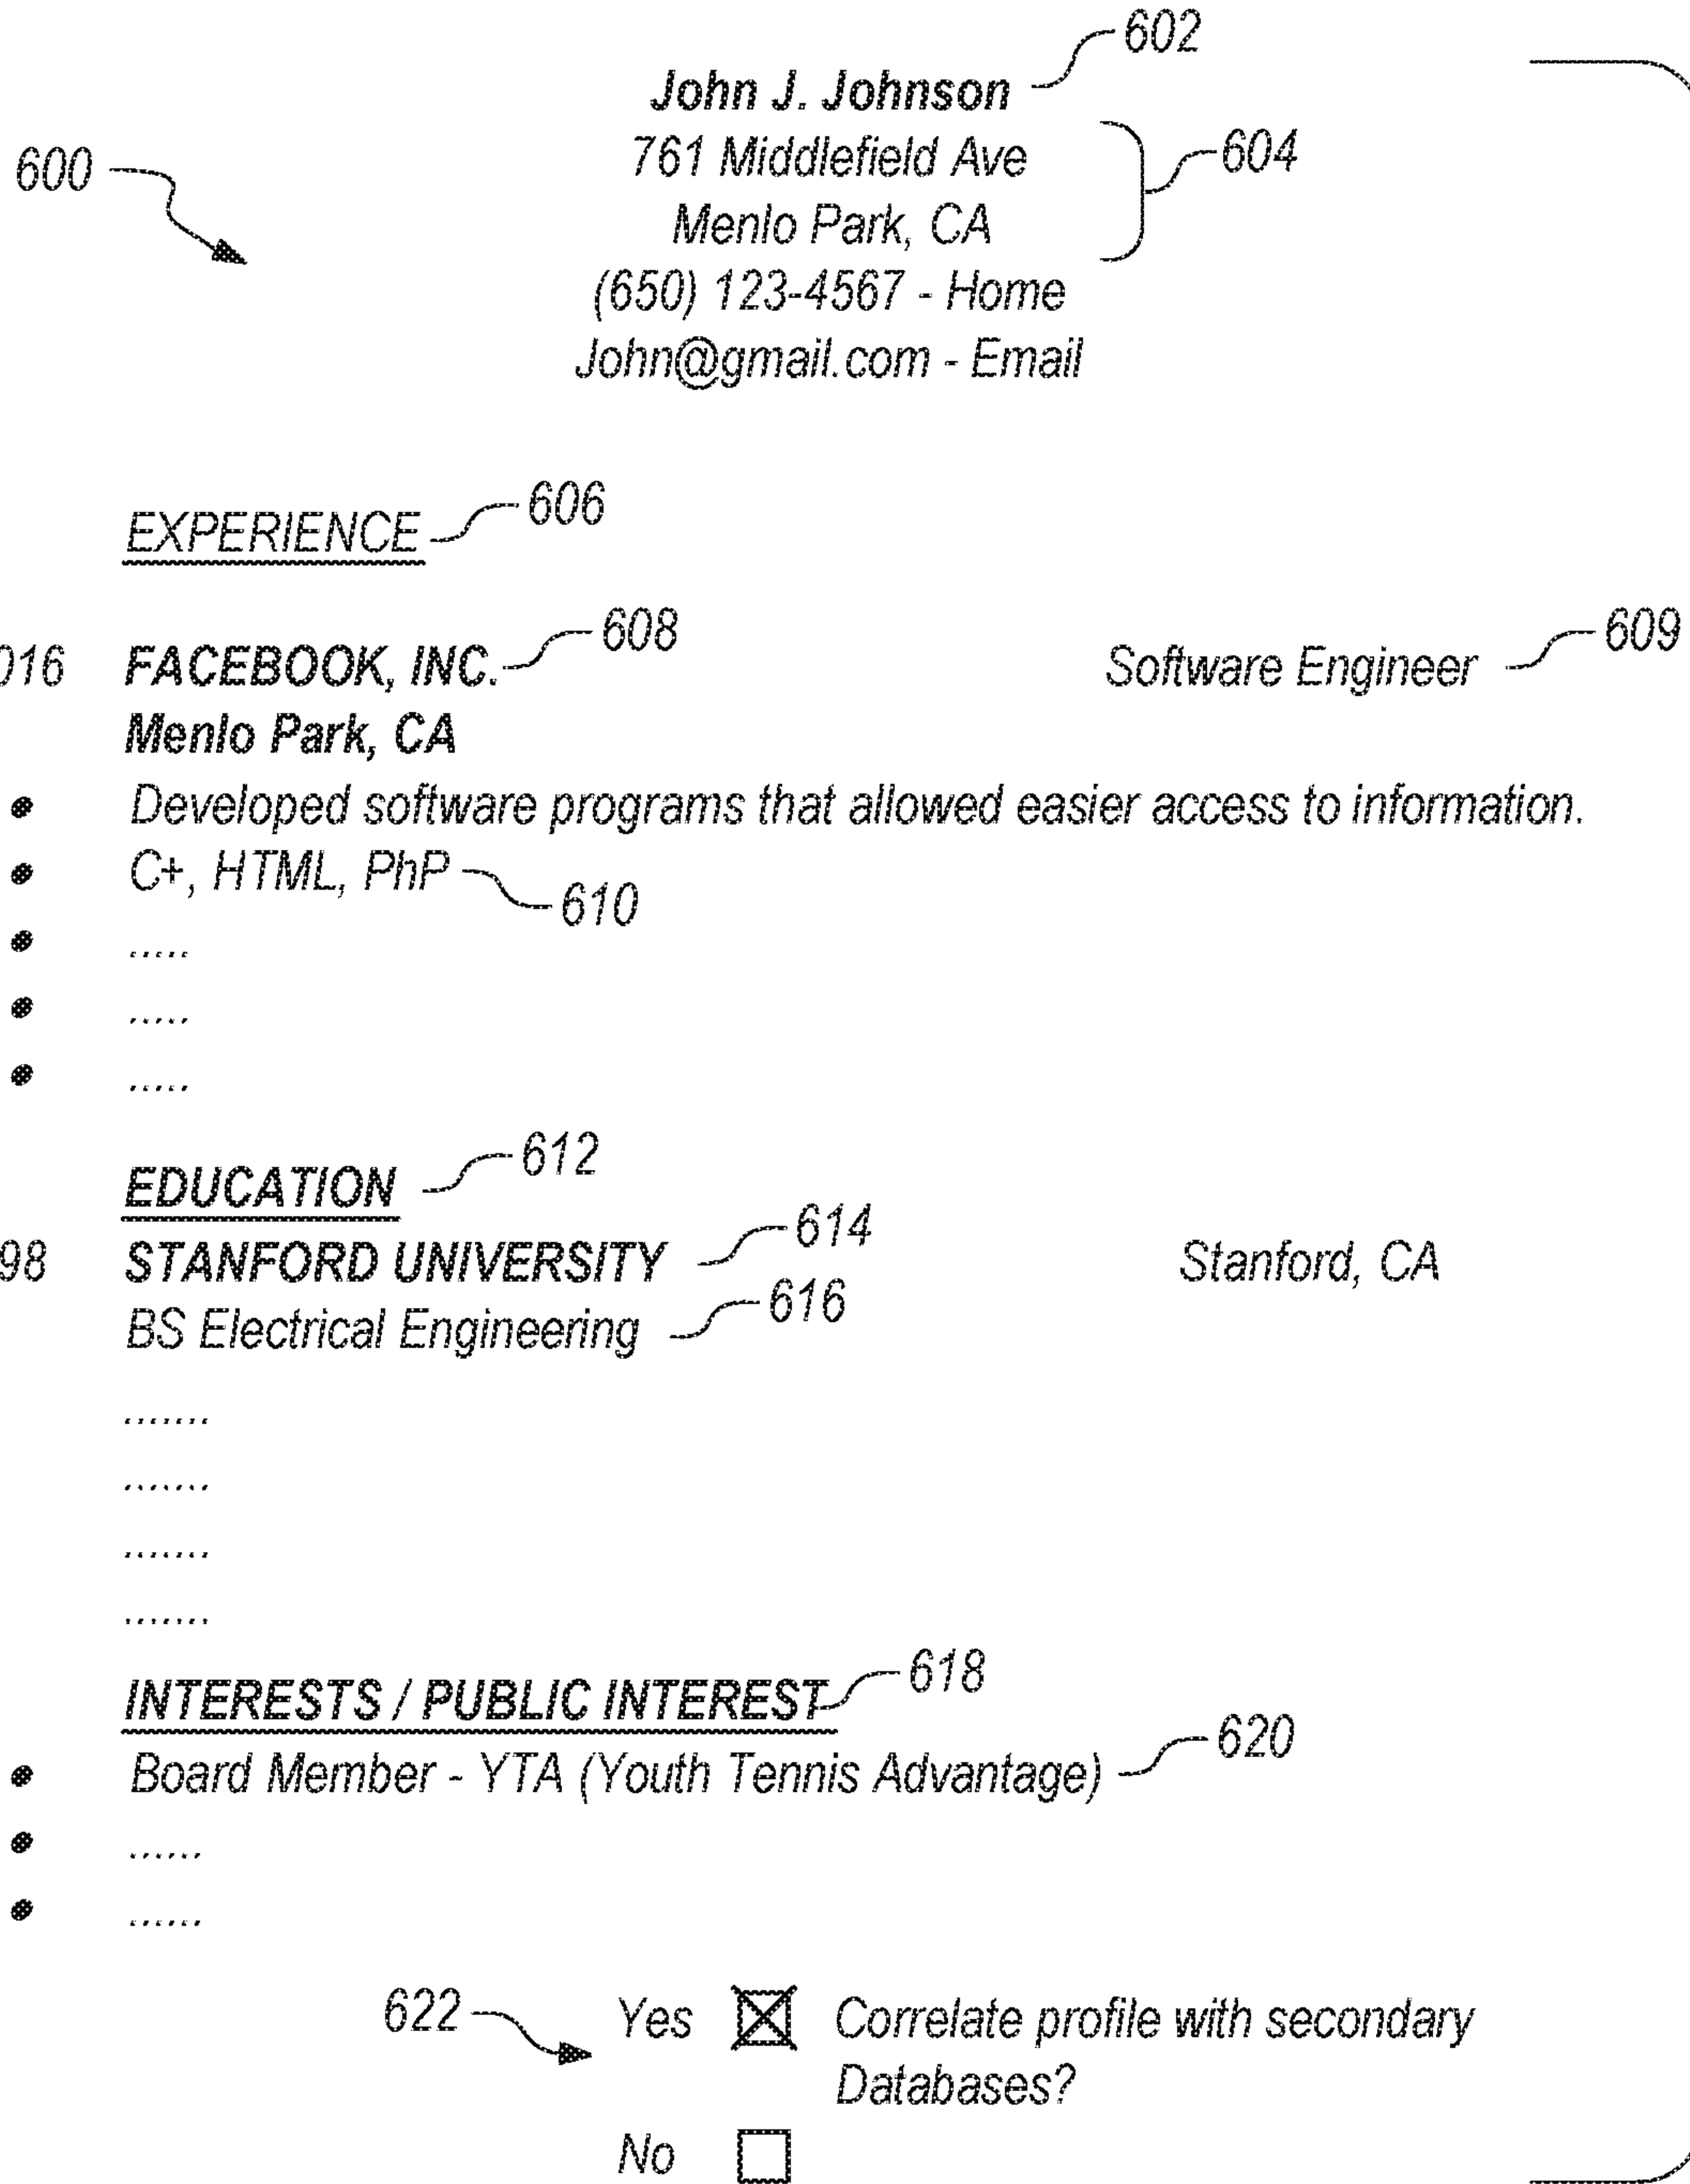 John J. Johnson 602
600 761 Middlefield Ave 604
Menlo Park, CA
(650) 123-4567 - Home
John@gmail.com - Email
EXPERIENCE 606
016 FACEBOOK, INC. 608 Software Engineer 609
Menlo Park, CA
• Developed software programs that allowed easier access to information.
• C+, HTML, PhP 610
• .....
• .....
• .....
EDUCATION 612
98 STANFORD UNIVERSITY 614 Stanford, CA
BS Electrical Engineering 616
.......
.......
.......
.......
INTERESTS / PUBLIC INTEREST 618
• Board Member - YTA (Youth Tennis Advantage) 620
• ......
• ......
622 Yes Correlate profile with secondary
Databases?
No